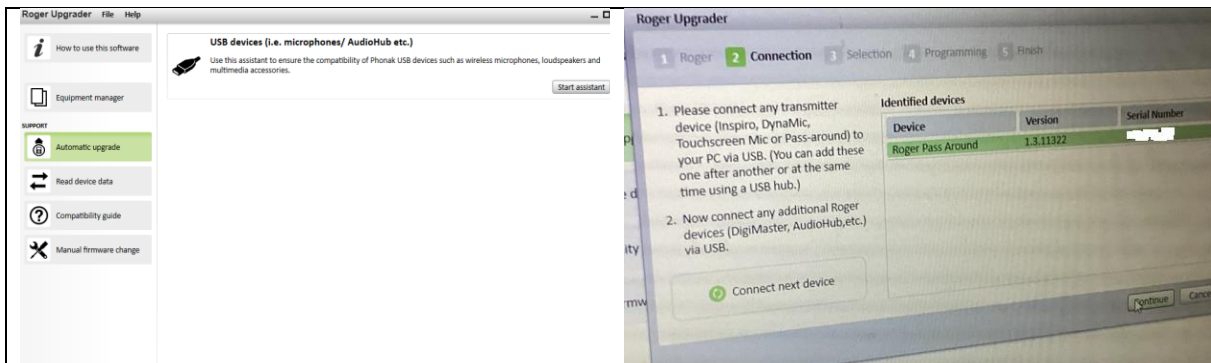 Roger Upgrader File Help
How to use this software
Equipment manager
SUPPORT
Automatic upgrade
Read device data
Compatibility guide
Manual firmware change
USB devices (i.e. microphones/ AudioHub etc.)
Use this assistant to ensure the compatibility of Phonak USB devices such as wireless microphones, loudspeakers and
multimedia accessories.
Start assistant
Roger Upgrader
1 Roger 2 Connection 3 Selection 4 Programming 5 Finish
1. Please connect any transmitter
device (Inspiro, DynaMic,
Touchscreen Mic or Pass-around) to
your PC via USB. (You can add these
one after another or at the same
time using a USB hub.)
2. Now connect any additional Roger
devices (DigiMaster, AudioHub,etc.)
via USB.
Connect next device
Identified devices
Device Version Serial Number
Roger Pass Around 1.3.11322
Continue